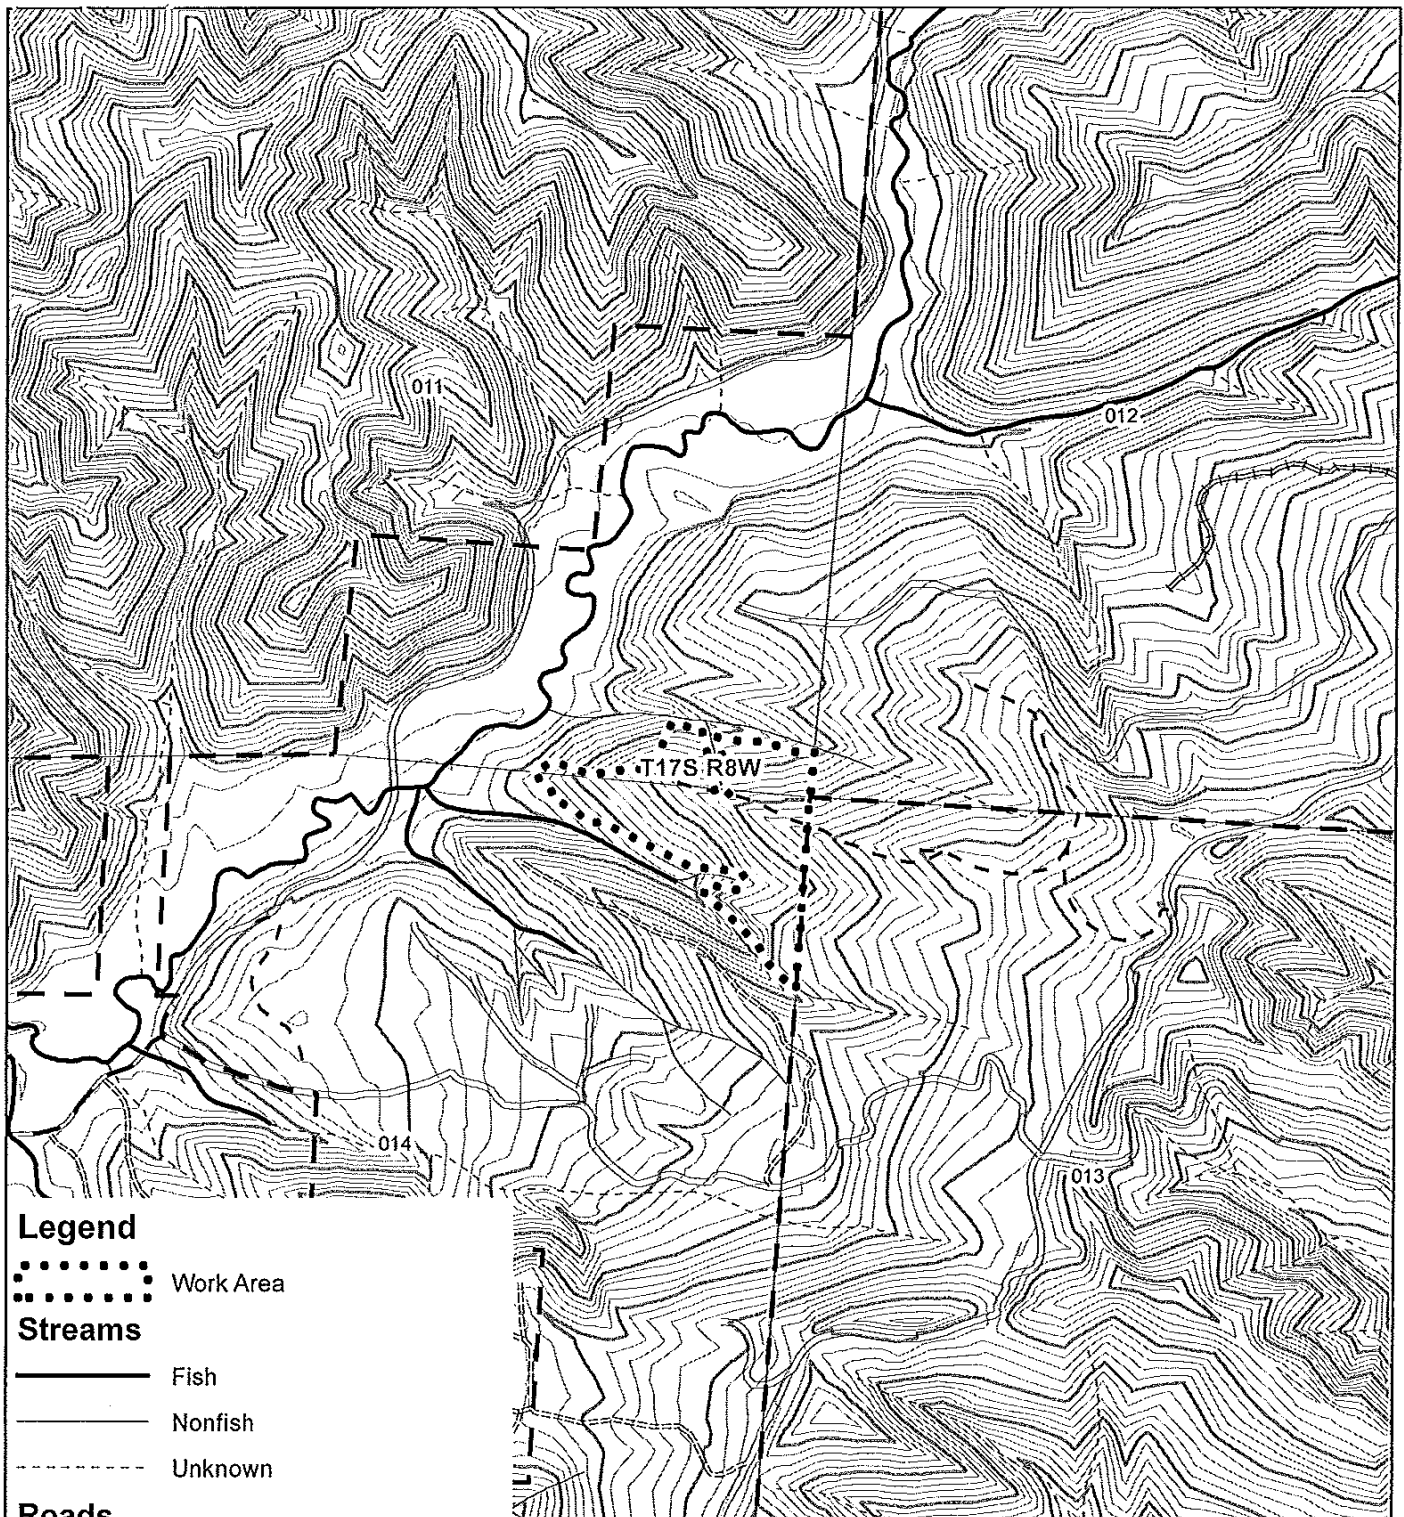 011
012
T17S R8W
014
013
Legend
Work Area
Streams
Fish
Nonfish
Unknown
Roads